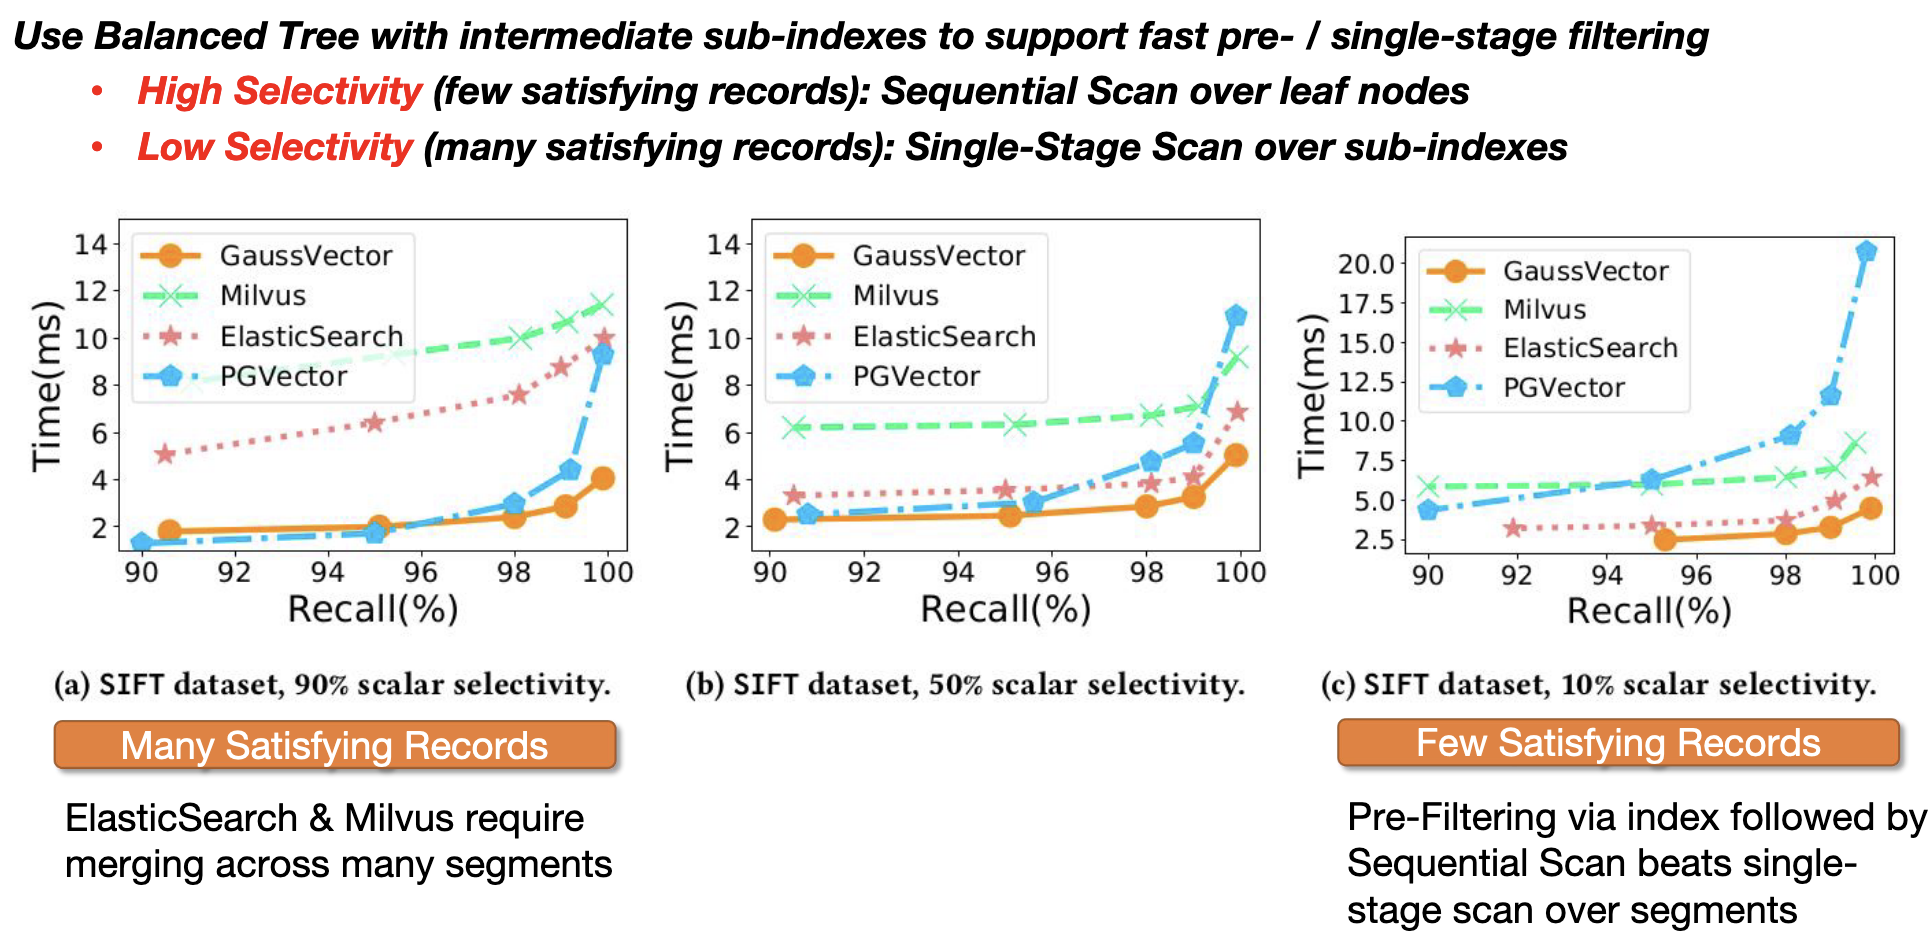 Use Balanced Tree with intermediate sub-indexes to support fast pre- / single-stage filtering
• High Selectivity (few satisfying records): Sequential Scan over leaf nodes
• Low Selectivity (many satisfying records): Single-Stage Scan over sub-indexes
14
12
10
8
6
4
2
Time(ms)
GaussVector
Milvus
ElasticSearch
PGVector
90 92 94 96 98 100
Recall(%)
(a) SIFT dataset, 90% scalar selectivity.
14
12
10
8
6
4
2
Time(ms)
GaussVector
Milvus
ElasticSearch
PGVector
90 92 94 96 98 100
Recall(%)
(b) SIFT dataset, 50% scalar selectivity.
20.0
17.5
15.0
12.5
10.0
7.5
5.0
2.5
Time(ms)
GaussVector
Milvus
ElasticSearch
PGVector
90 92 94 96 98 100
Recall(%)
(c) SIFT dataset, 10% scalar selectivity.
Many Satisfying Records
ElasticSearch & Milvus require
merging across many segments
Few Satisfying Records
Pre-Filtering via index followed by
Sequential Scan beats single-
stage scan over segments